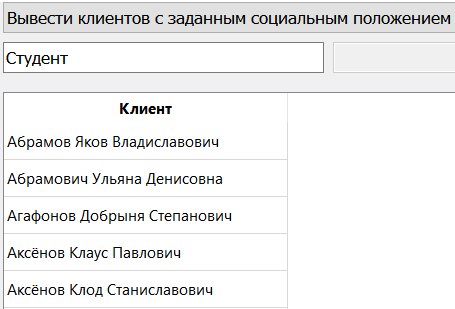 Вывести клиентов с заданным социальным положением
Студент
Клиент
Абрамов Яков Владиславович
Абрамович Ульяна Денисовна
Агафонов Добрыня Степанович
Аксёнов Клаус Павлович
Аксёнов Клод Станиславович